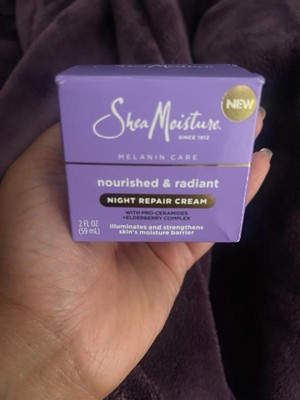 NEW
SheaMoisture
SINCE 1912
MELANIN CARE
nourished & radiant
NIGHT REPAIR CREAM
WITH PRO-CERAMIDES
+ELDERBERRY COMPLEX
Illuminates and strengthens
skin's moisture barrier
2 FL OZ
(59 mL)